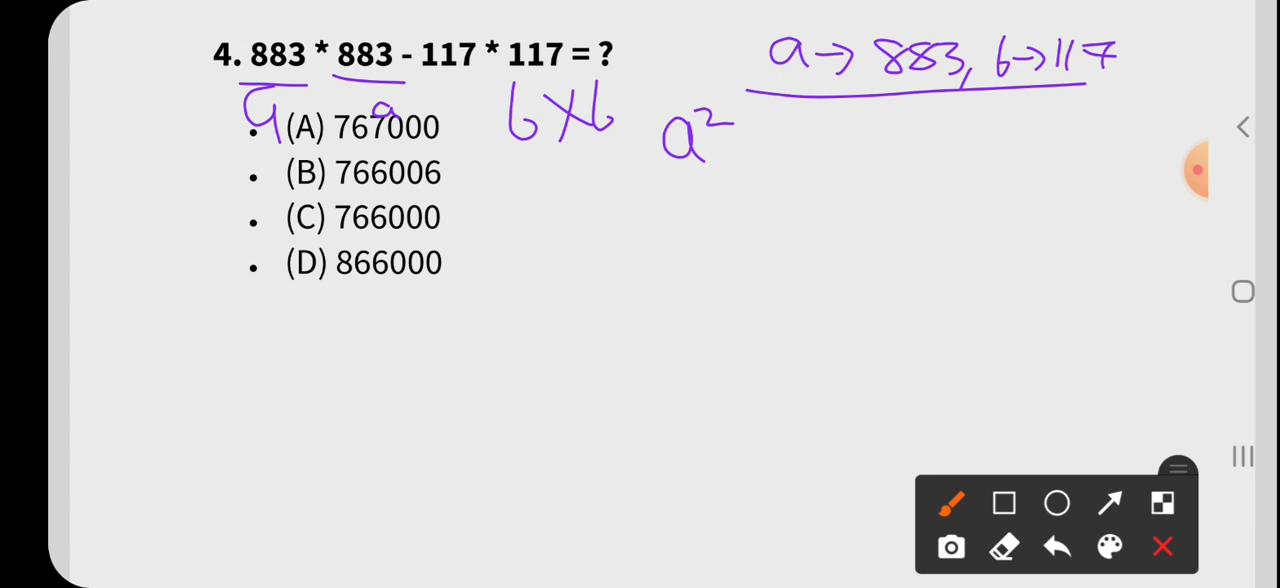 4. 883 * 883 - 117 * 117 = ?
a → 883, b → 117
a
a
b × b
a²
. (A) 767000
. (B) 766006
. (C) 766000
. (D) 866000